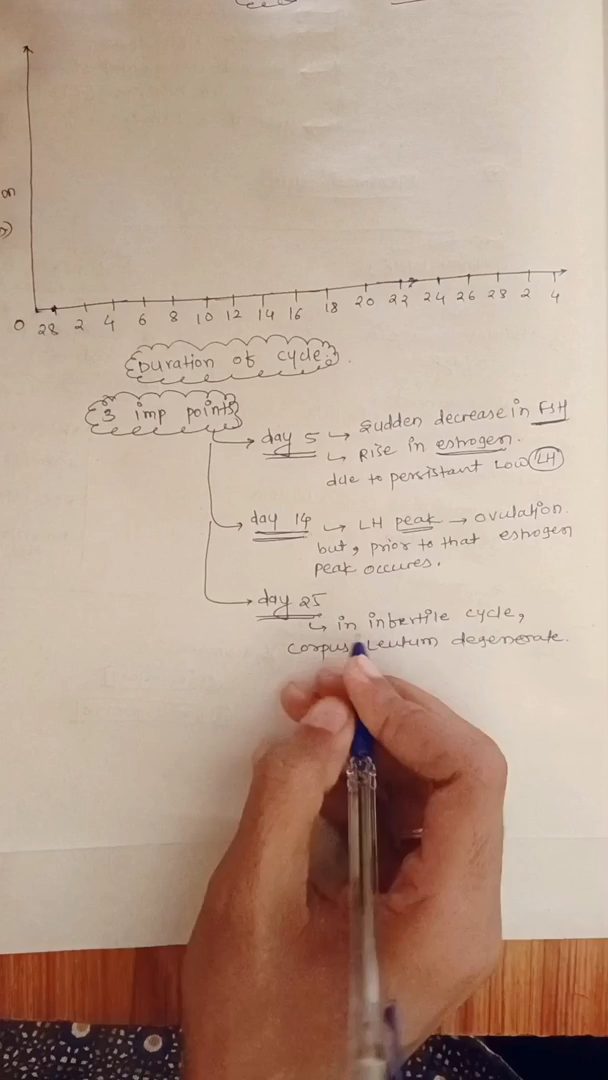 on
0 28 2 4 6 8 10 12 14 16 18 20 22 24 26 28 2 4
Duration of cycle.
3 imp points
day 5 → Sudden decrease in FSH
↳ Rise in estrogen.
due to persistant Low LH
day 14 ↳ LH peak → ovulation.
but, prior to that estrogen
peak occures.
day 25
↳ in infertile cycle,
corpus leutum degenerate.